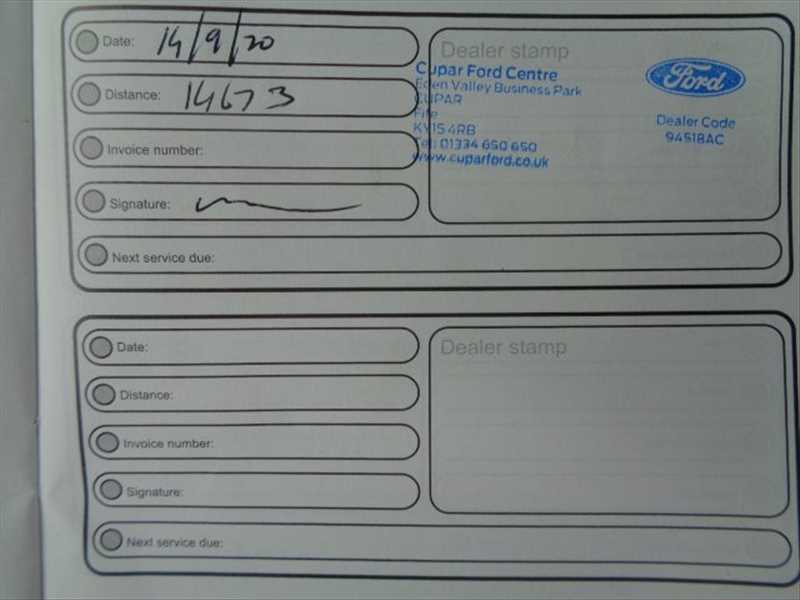 Date: 14/9/20
Distance: 14673
Invoice number:
Signature:
Next service due:
Dealer stamp
Cupar Ford Centre
Eden Valley Business Park
CUPAR
Fife
KY15 4RB
Tel: 01334 650 650
www.cuparford.co.uk
Ford
Dealer Code
94518AC
Date:
Distance:
Invoice number:
Signature:
Next service due:
Dealer stamp